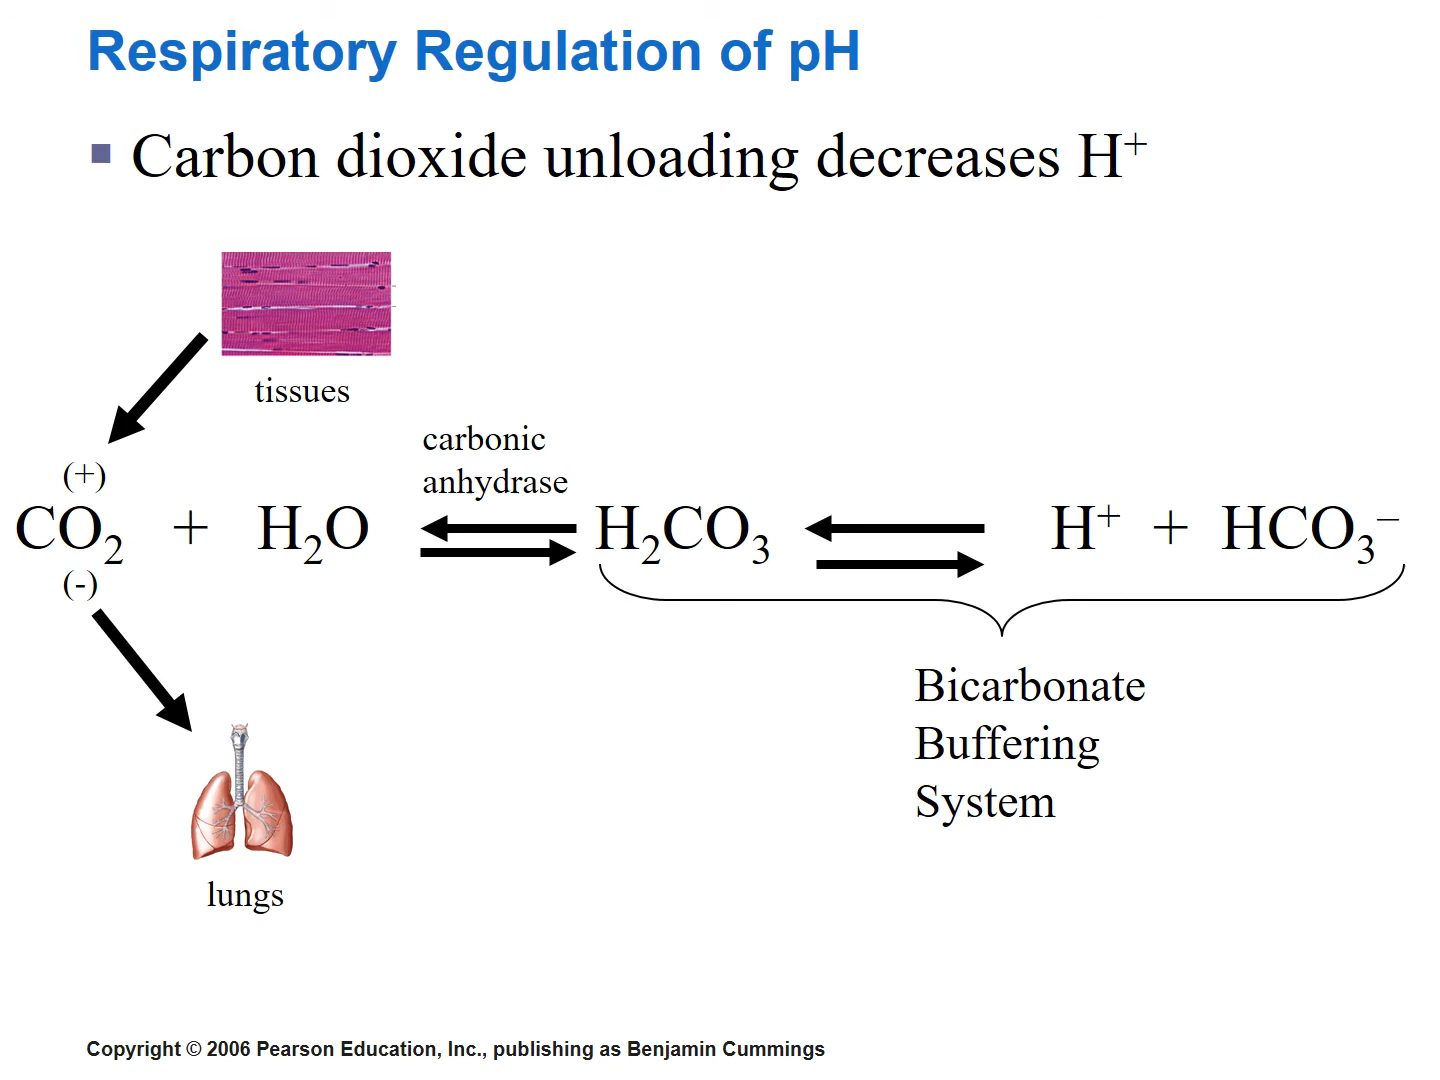 Respiratory Regulation of pH
▪ Carbon dioxide unloading decreases H⁺
tissues
carbonic
anhydrase
(+)
CO₂ + H₂O H₂CO₃ H⁺ + HCO₃⁻
(-)
Bicarbonate
Buffering
System
lungs
Copyright © 2006 Pearson Education, Inc., publishing as Benjamin Cummings